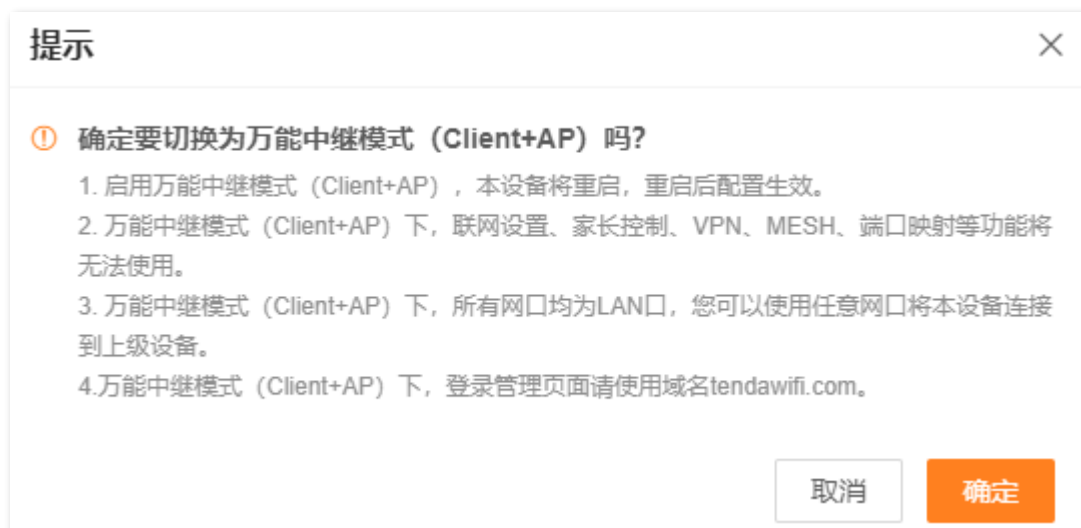 提示
确定要切换为万能中继模式（Client+AP）吗？
1. 启用万能中继模式（Client+AP），本设备将重启，重启后配置生效。
2. 万能中继模式（Client+AP）下，联网设置、家长控制、VPN、MESH、端口映射等功能将
无法使用。
3. 万能中继模式（Client+AP）下，所有网口均为LAN口，您可以使用任意网口将本设备连接
到上级设备。
4.万能中继模式（Client+AP）下，登录管理页面请使用域名tendawifi.com。
取消
确定